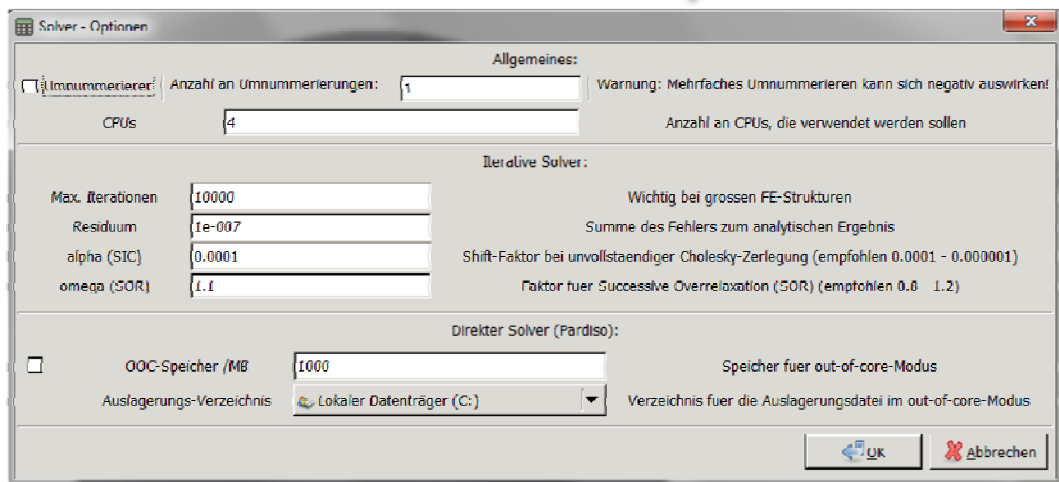 Solver - Optionen
Allgemeines:
Umnummerierer Anzahl an Umnummerierungen: 1 Warnung: Mehrfaches Umnummerieren kann sich negativ auswirken!
CPUs 4 Anzahl an CPUs, die verwendet werden sollen
Iterative Solver:
Max. Iterationen 10000 Wichtig bei grossen FE-Strukturen
Residuum 1e-007 Summe des Fehlers zum analytischen Ergebnis
alpha (SIC) 0.0001 Shift-Faktor bei unvollstaendiger Cholesky-Zerlegung (empfohlen 0.0001 - 0.000001)
omega (SOR) 1.1 Faktor fuer Successive Overrelaxation (SOR) (empfohlen 0.8 1.2)
Direkter Solver (Pardiso):
OOC-Speicher /MB 1000 Speicher fuer out-of-core-Modus
Auslagerungs-Verzeichnis Lokaler Datenträger (C:) Verzeichnis fuer die Auslagerungsdatei im out-of-core-Modus
OK Abbrechen